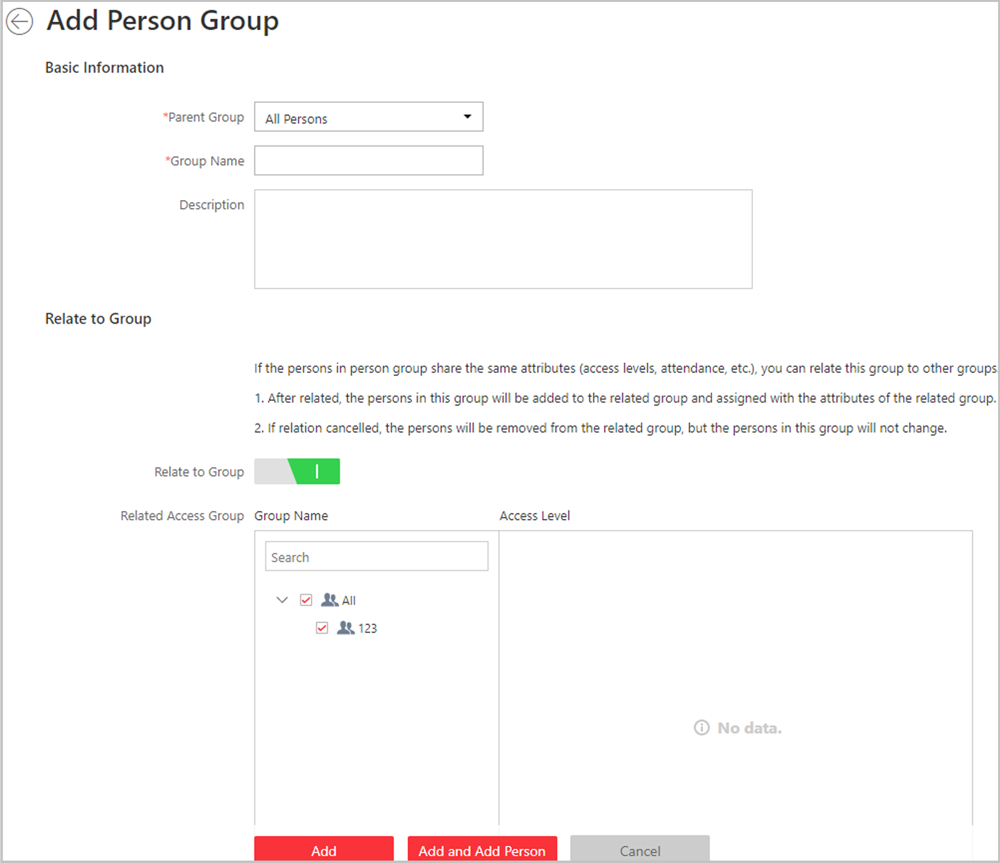 Add Person Group
Basic Information
*Parent Group All Persons
*Group Name
Description
Relate to Group
If the persons in person group share the same attributes (access levels, attendance, etc.), you can relate this group to other groups.
1. After related, the persons in this group will be added to the related group and assigned with the attributes of the related group.
2. If relation cancelled, the persons will be removed from the related group, but the persons in this group will not change.
Relate to Group
Related Access Group Group Name Access Level
Search
All
123
No data.
Add Add and Add Person Cancel